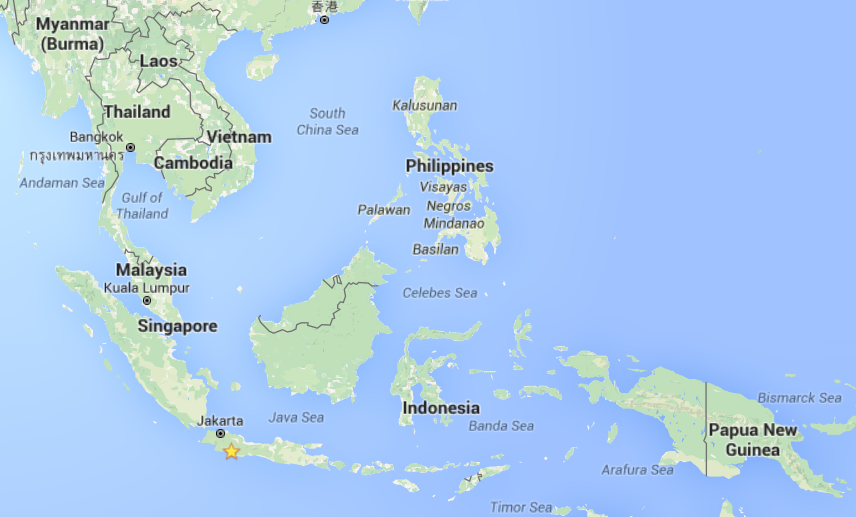 香港
Myanmar
(Burma)
Laos
Kalusunan
Thailand
South
China Sea
Bangkok
กรุงเทพมหานคร
Vietnam
Cambodia
Philippines
Andaman Sea
Gulf of
Thailand
Visayas
Palawan
Negros
Mindanao
Basilan
Malaysia
Kuala Lumpur
Celebes Sea
Singapore
Bismarck Sea
Indonesia
Java Sea
Jakarta
Banda Sea
Papua New
Guinea
Arafura Sea
Timor Sea